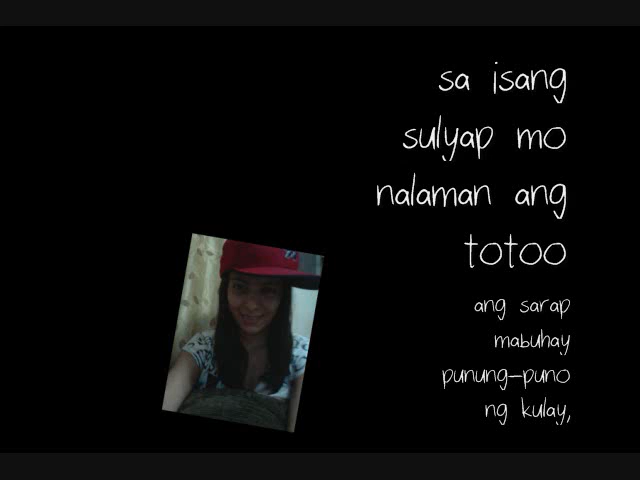 sa isang
sulyap mo
nalaman ang
totoo
ang sarap
mabuhay
punung-puno
ng kulay,